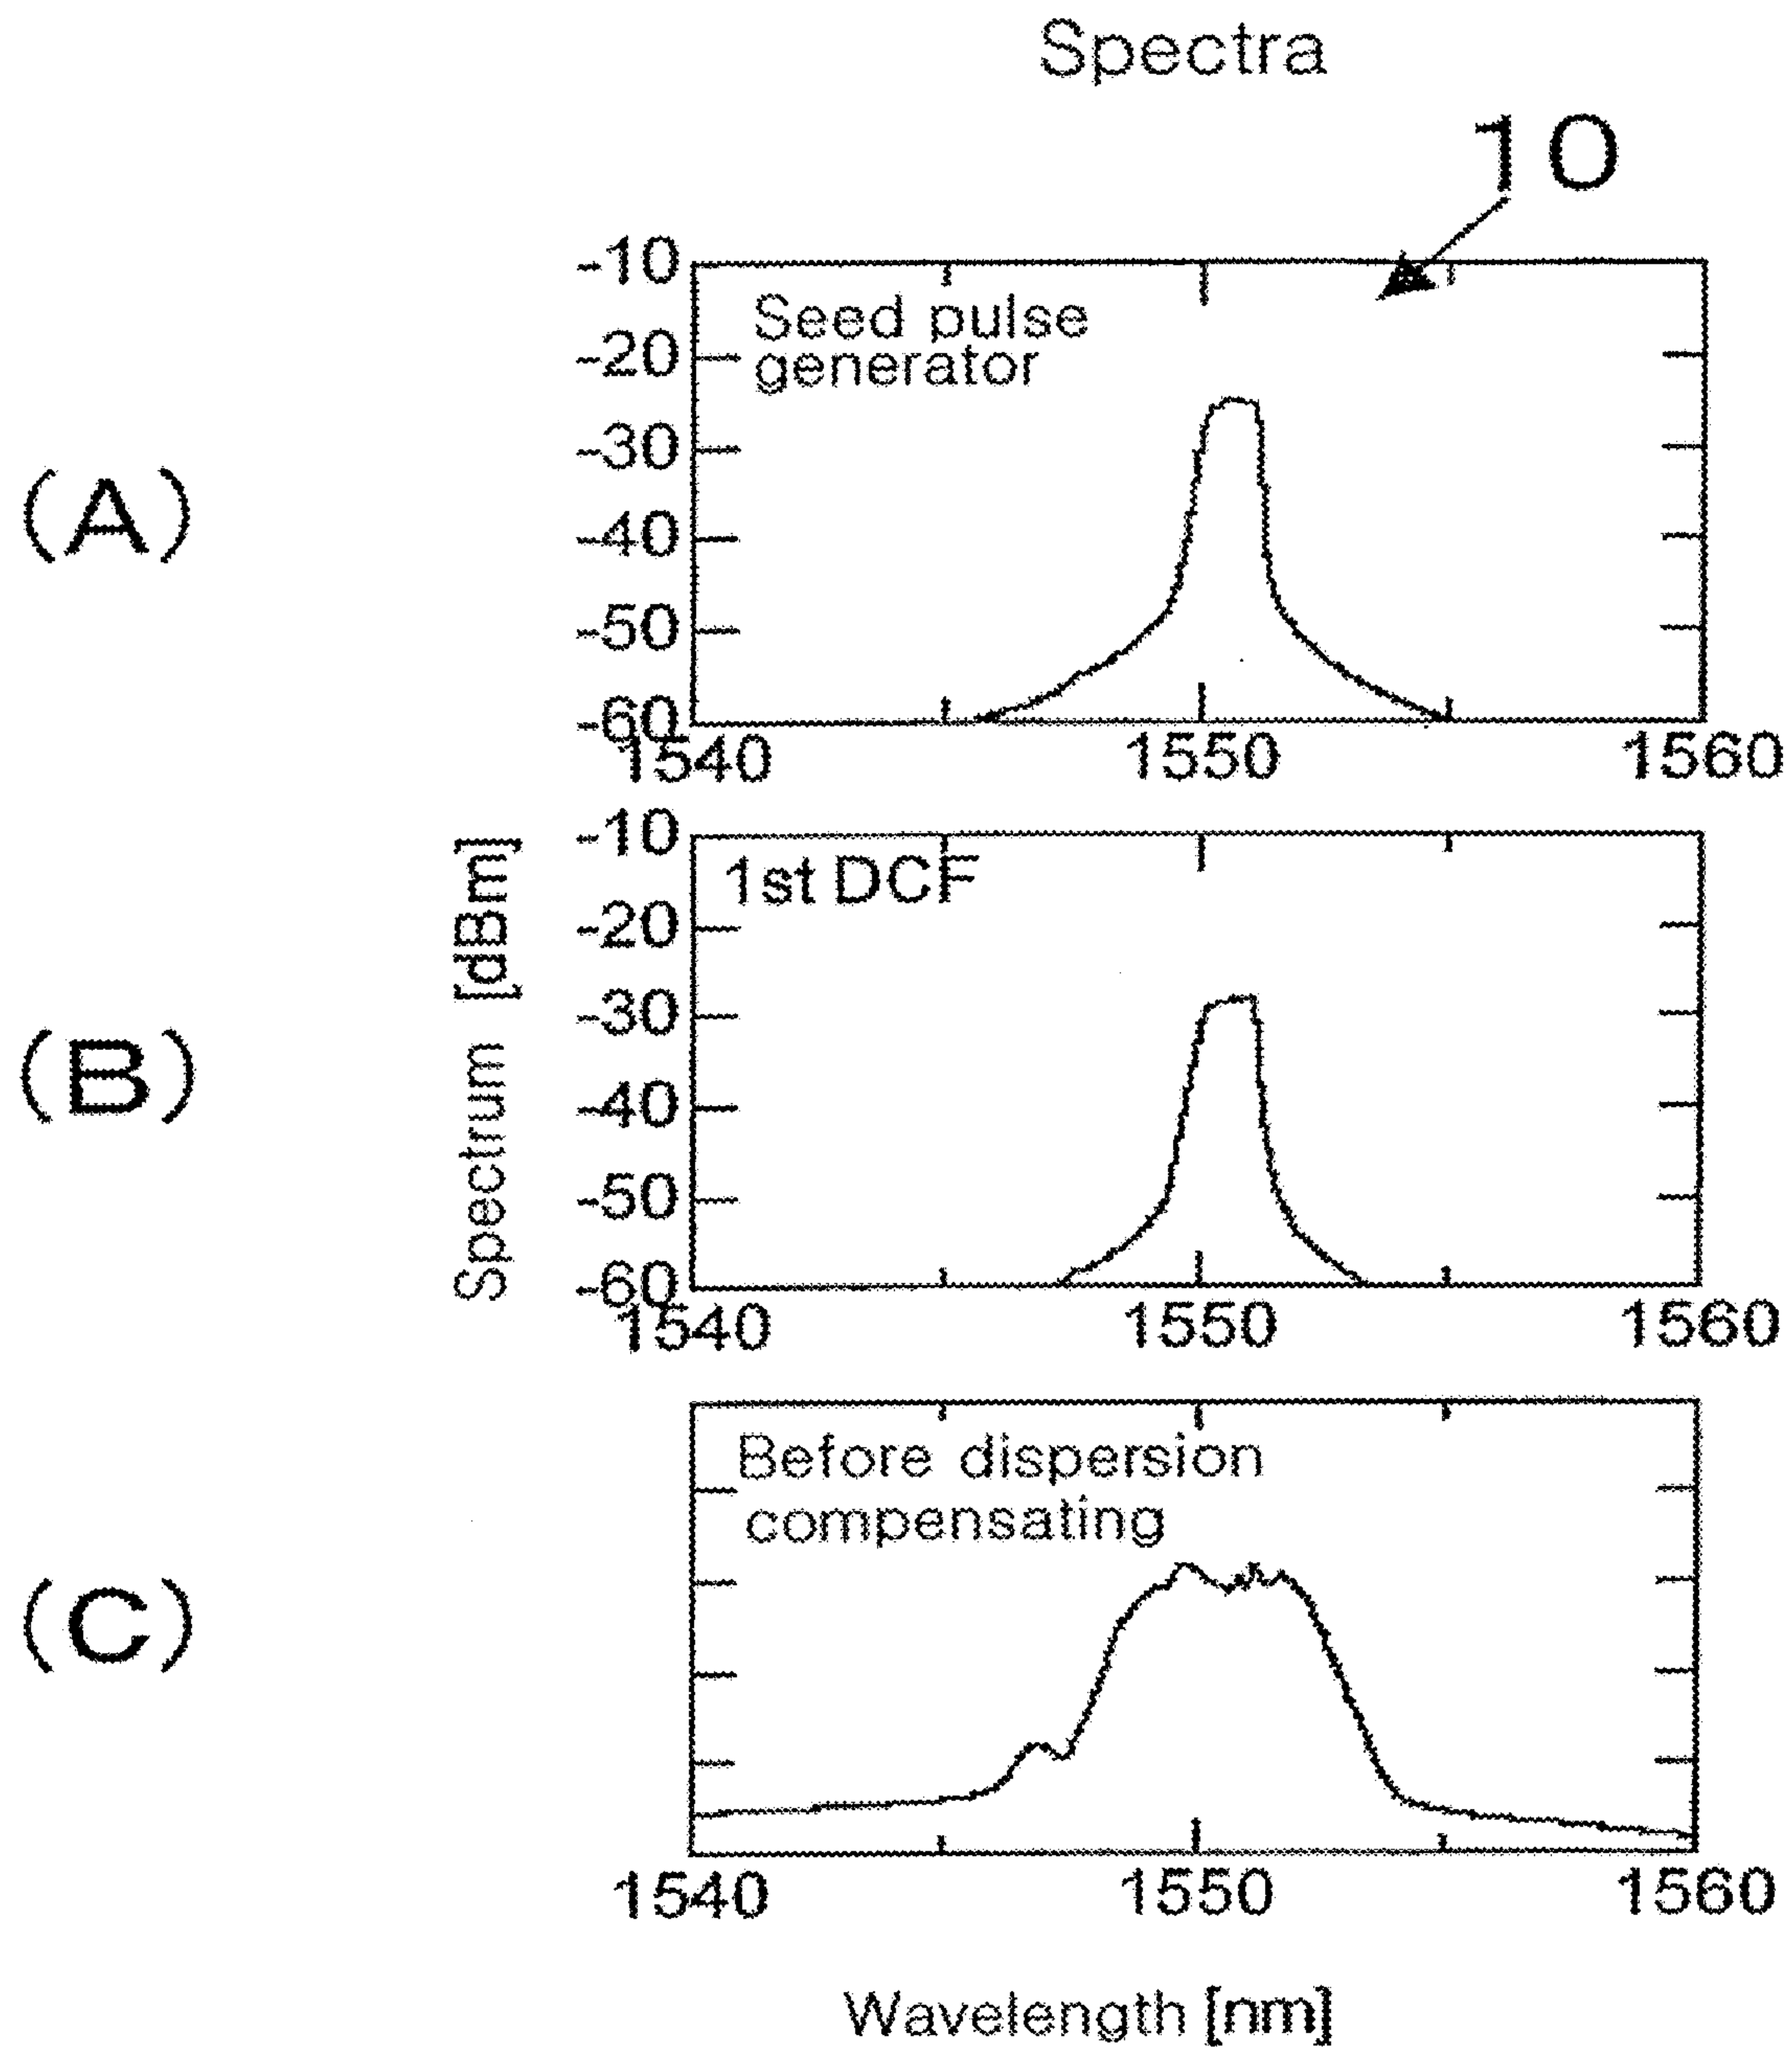 Spectra
10
(A)
-10
-20
-30
-40
-50
-60
Seed pulse
generator
1540
1550
1560
(B)
Spectrum [dBm]
-10
-20
-30
-40
-50
-60
1st DCF
1540
1550
1560
(C)
Before dispersion
compensating
1540
1550
1560
Wavelength [nm]